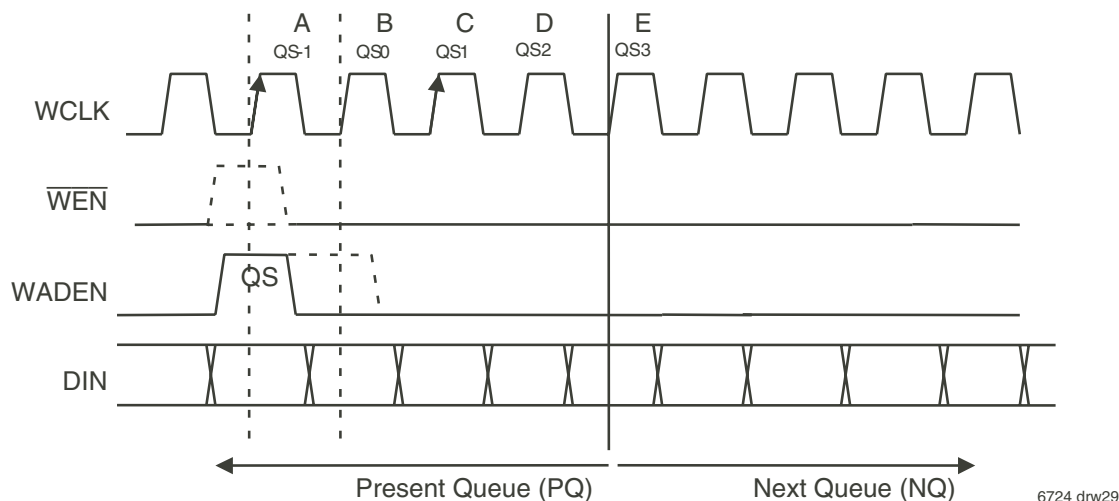 A B C D E
QS-1 QS0 QS1 QS2 QS3
WCLK
WEN
QS
WADEN
DIN
Present Queue (PQ) Next Queue (NQ)
6724 drw29